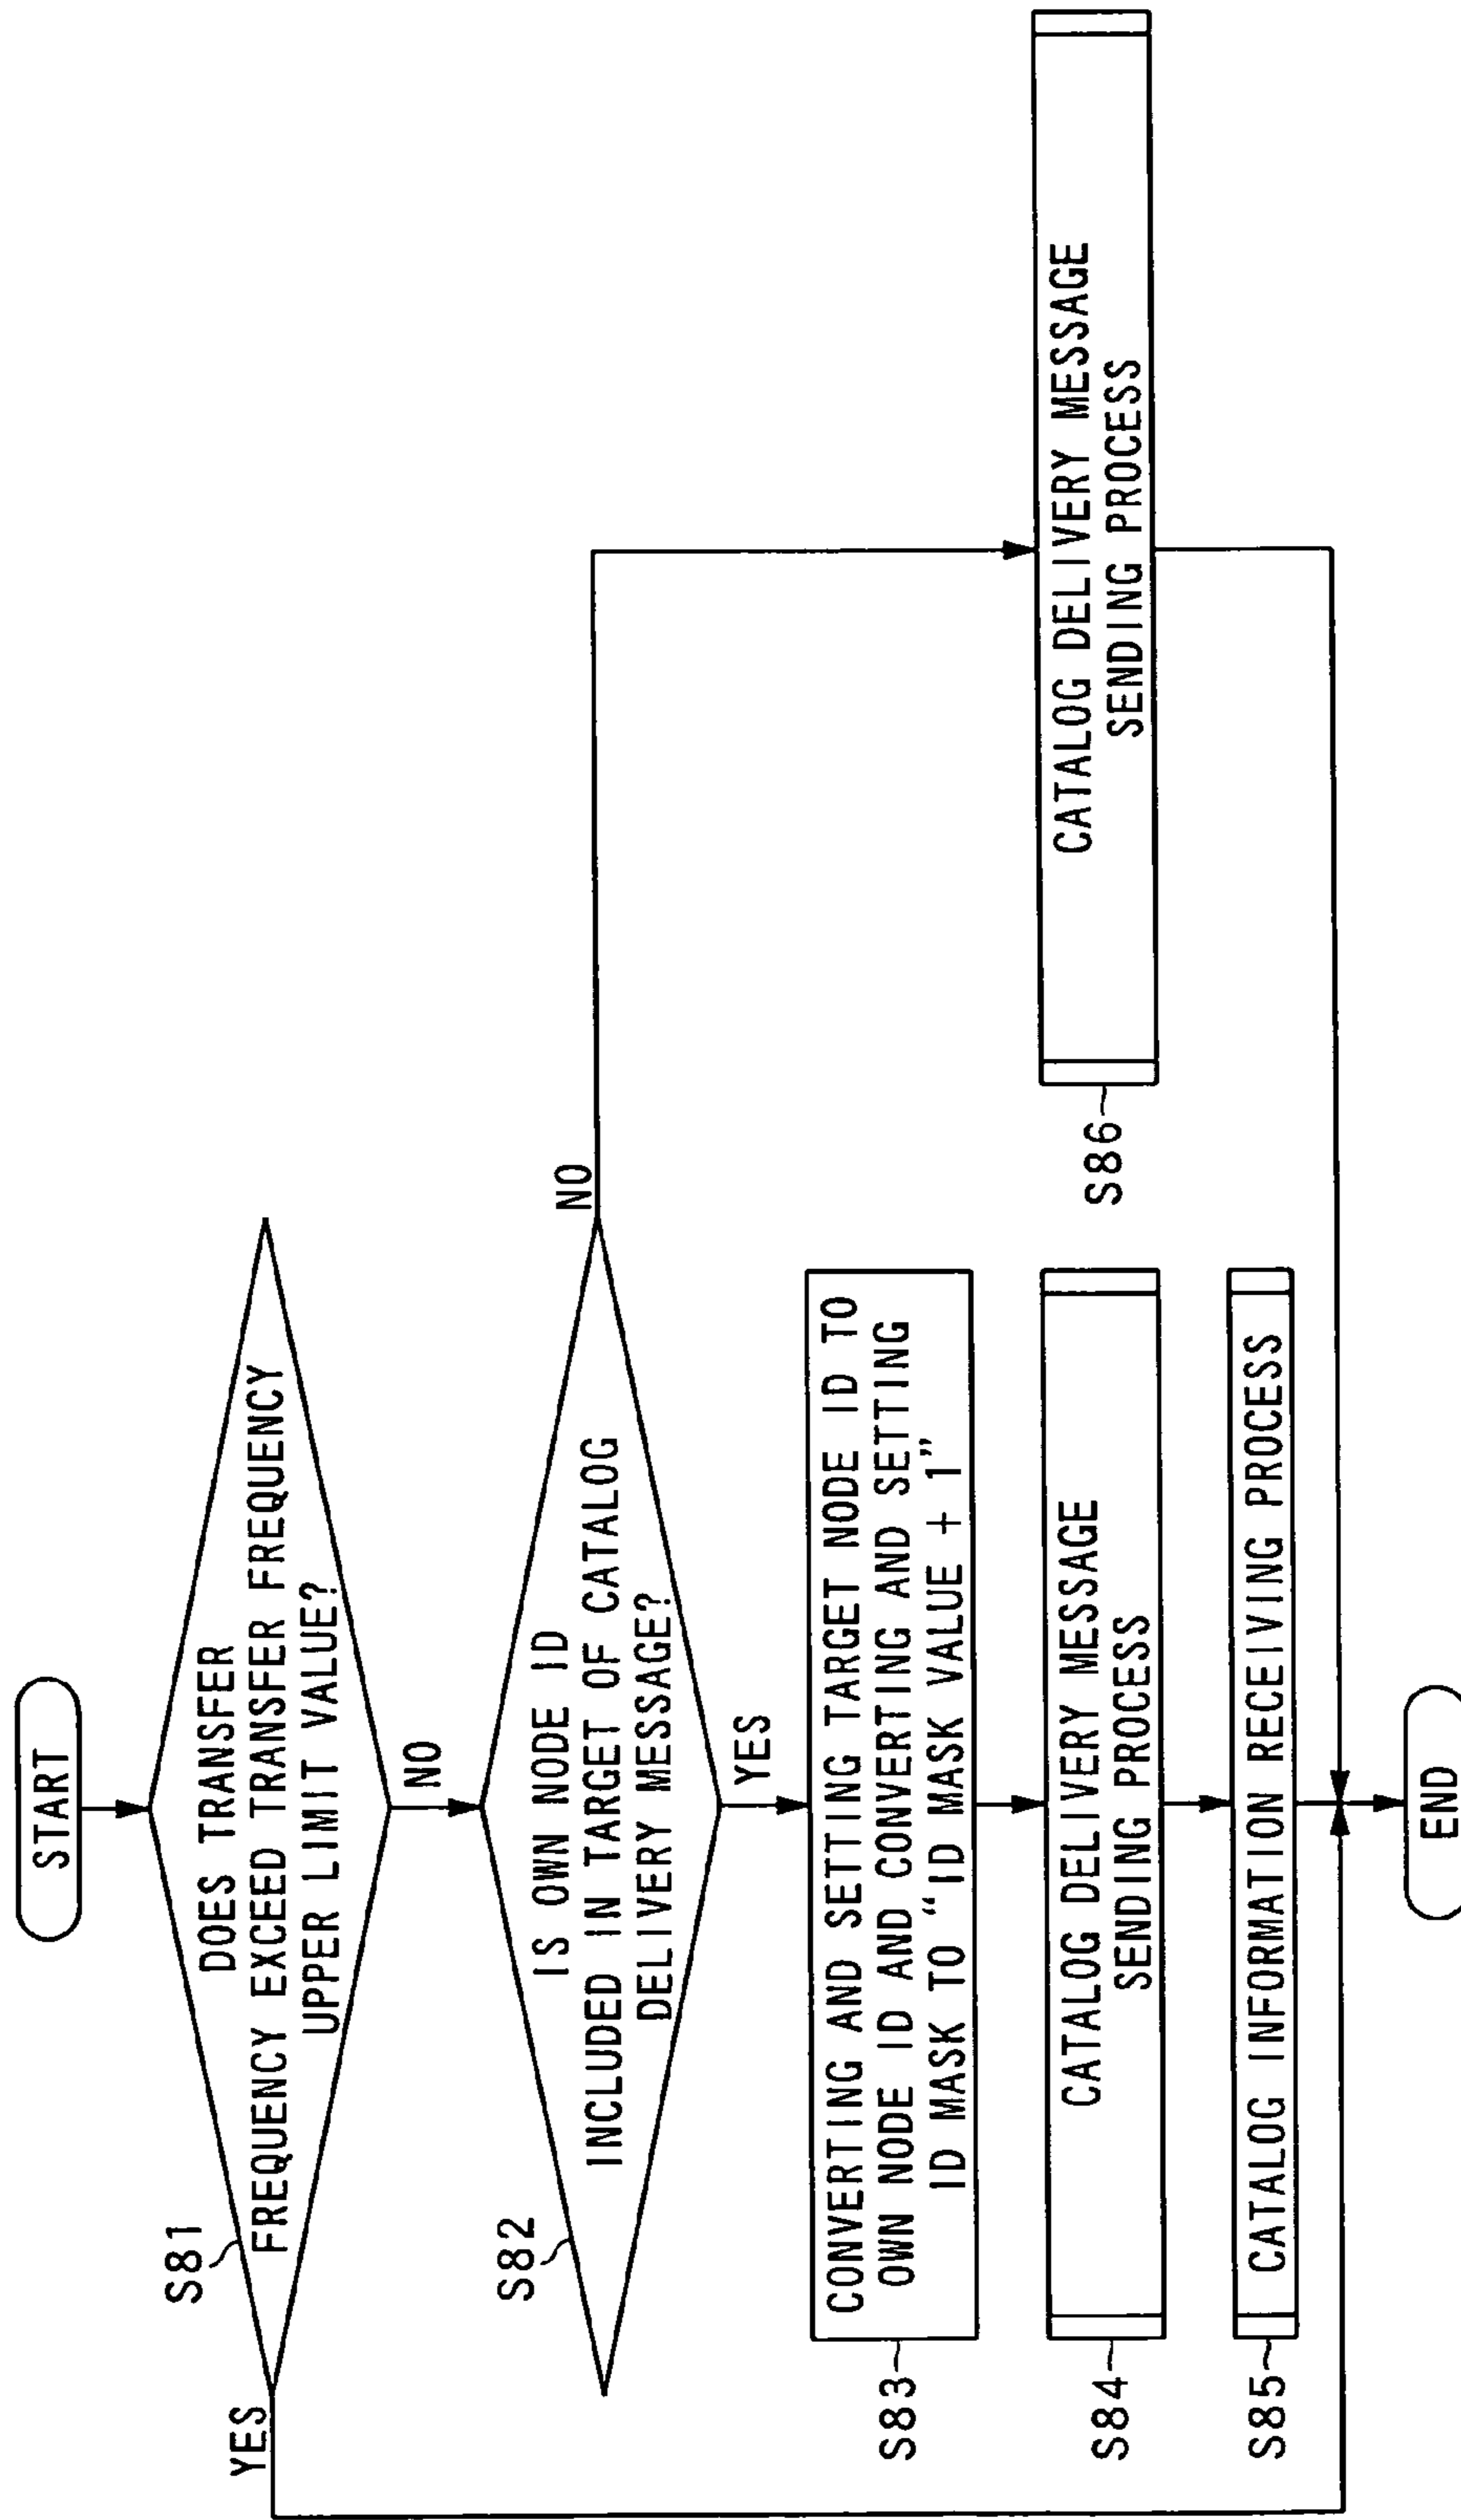 START
S81
DOES TRANSFER
FREQUENCY EXCEED TRANSFER FREQUENCY
UPPER LIMIT VALUE?
YES
NO
S82
IS OWN NODE ID
INCLUDED IN TARGET OF CATALOG
DELIVERY MESSAGE?
NO
YES
S83
CONVERTING AND SETTING TARGET NODE ID TO
OWN NODE ID AND CONVERTING AND SETTING
ID MASK TO “ID MASK VALUE + 1”
S84
CATALOG DELIVERY MESSAGE
SENDING PROCESS
S86
CATALOG DELIVERY MESSAGE
SENDING PROCESS
S85
CATALOG INFORMATION RECEIVING PROCESS
END